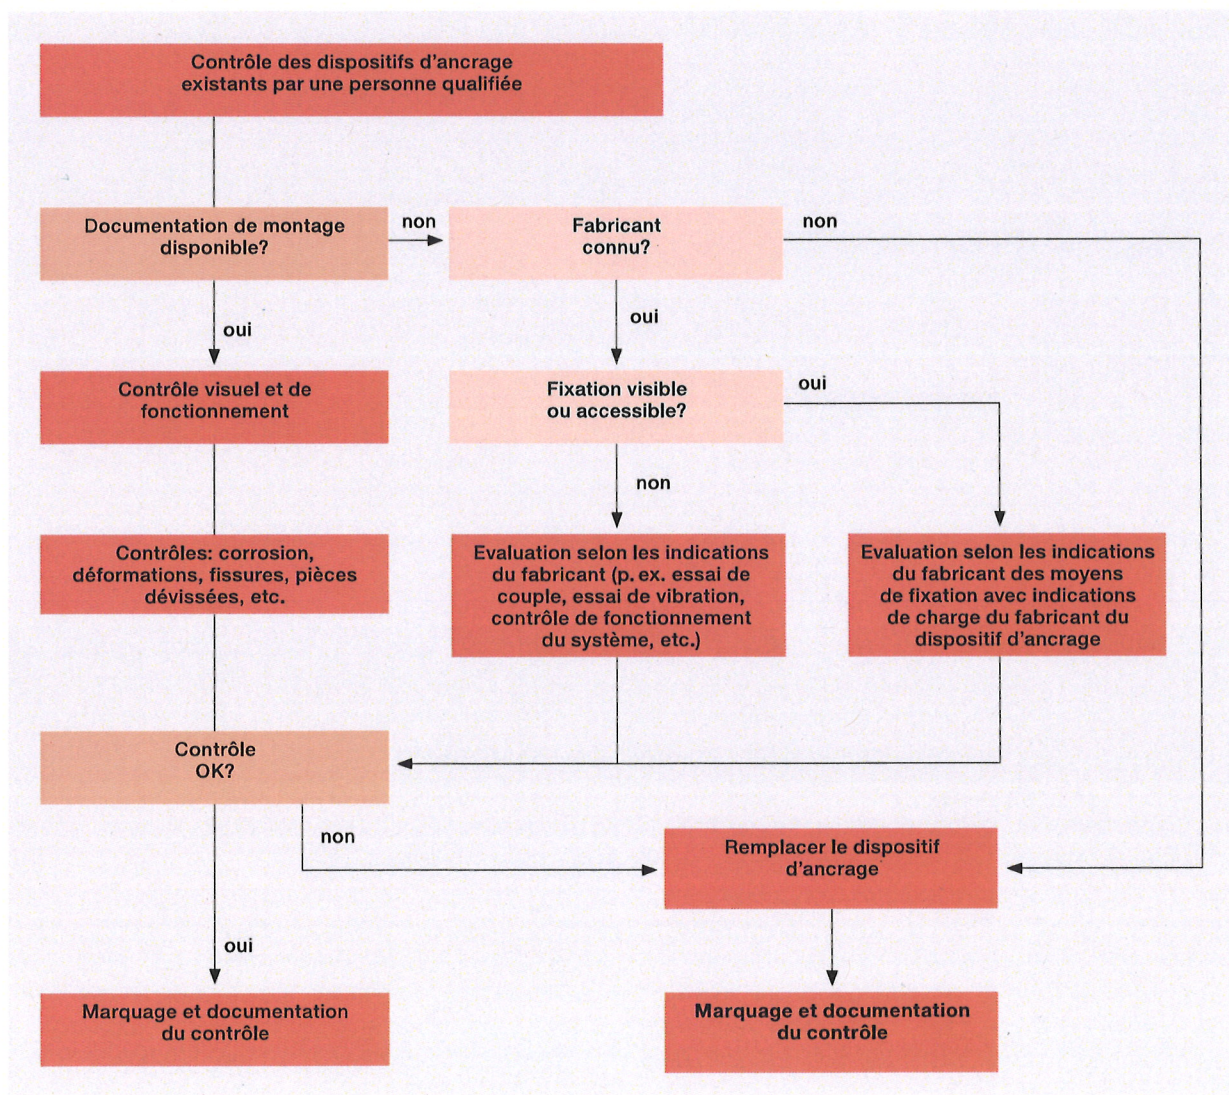 Contrôle des dispositifs d'ancrage
existants par une personne qualifiée
Documentation de montage
disponible?
non
Fabricant
connu?
non
oui
oui
Contrôle visuel et de
fonctionnement
Fixation visible
ou accessible?
oui
non
Contrôles: corrosion,
déformations, fissures, pièces
dévissées, etc.
Evaluation selon les indications
du fabricant (p. ex. essai de
couple, essai de vibration,
contrôle de fonctionnement
du système, etc.)
Evaluation selon les indications
du fabricant des moyens
de fixation avec indications
de charge du fabricant du
dispositif d'ancrage
Contrôle
OK?
non
Remplacer le dispositif
d'ancrage
oui
Marquage et documentation
du contrôle
Marquage et documentation
du contrôle